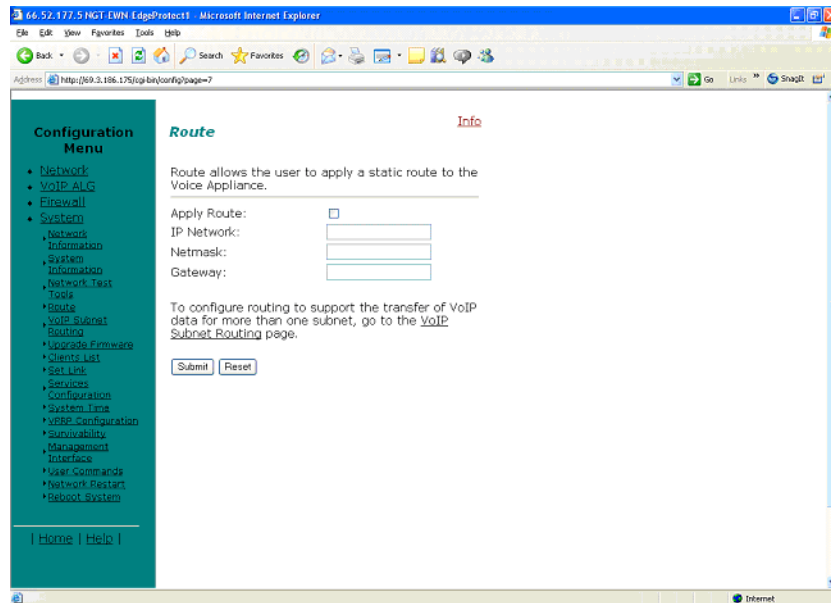 66.52.177.5 NGT-EWN-EdgeProtect1 - Microsoft Internet Explorer
File Edit View Favorites Tools Help
Back Search Favorites
Address http://69.3.186.175/cgi-bin/config?page=7 Go Links » SnagIt
Configuration
Menu
Network
VoIP ALG
Firewall
System
Network
Information
System
Information
Network Test
Tools
Route
VoIP Subnet
Routing
Upgrade Firmware
Clients List
Set Link
Services
Configuration
System Time
VRRP Configuration
Survivability
Management
Interface
User Commands
Network Restart
Reboot System
| Home | Help |
Info
Route
Route allows the user to apply a static route to the
Voice Appliance.
Apply Route:
IP Network:
Netmask:
Gateway:
To configure routing to support the transfer of VoIP
data for more than one subnet, go to the VoIP
Subnet Routing page.
Submit Reset
Internet